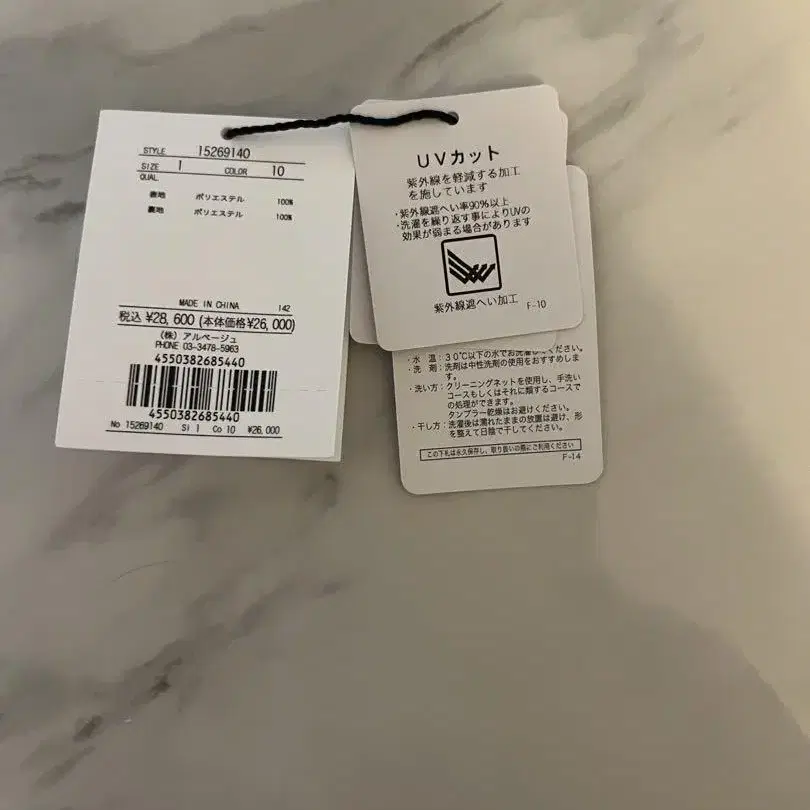 STYLE 15269140
SIZE 1 COLOR 10
QUAL
表地 ポリエステル 100%
裏地 ポリエステル 100%
MADE IN CHINA 142
税込 ¥28,600 (本体価格¥26,000)
(株) アルページュ
PHONE 03-3478-5963
4550382685440
4550382685440
No 15269140 Si 1 Co 10 ¥26,000
UVカット
紫外線を軽減する加工
を施しています
・紫外線遮へい率90%以上
・洗濯を繰り返す事によりUVの
効果が弱まる場合があります
紫外線遮へい加工 F-10
・水 温:30℃以下の水でお洗濯してください。
・洗 剤:洗剤は中性洗剤の使用をおすすめしま
す。
・洗い方:クリーニングネットを使用し、手洗い
コースもしくはそれに類するコースで
の処理ができます。
タンブラー乾燥はお避けください。
・干し方:洗濯後は濡れたままの放置は避け、形
を整えて日陰で干してください。
この下札は永久保存し、取り扱いの際にご利用ください
F-14